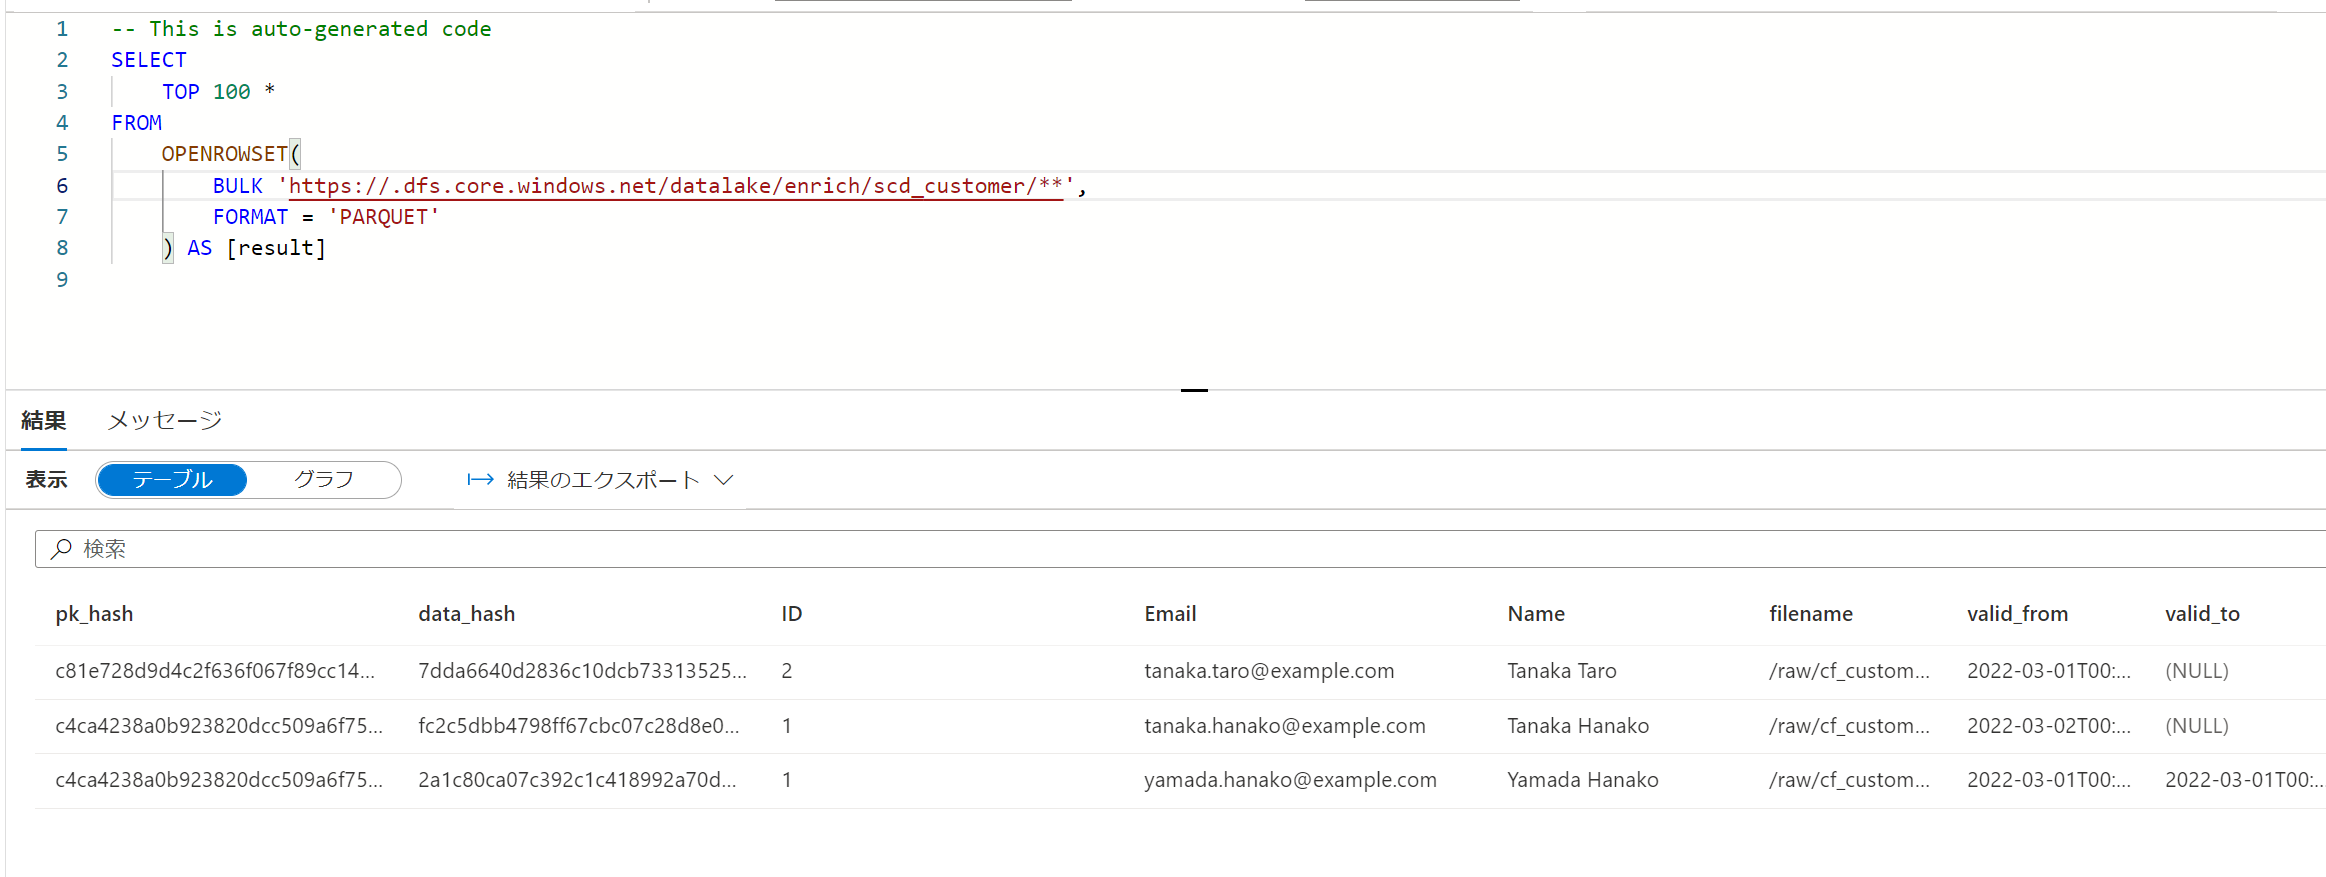 1 -- This is auto-generated code
2 SELECT
3 TOP 100 *
4 FROM
5 OPENROWSET(
6 BULK 'https://.dfs.core.windows.net/datalake/enrich/scd_customer/**',
7 FORMAT = 'PARQUET'
8 ) AS [result]
9
結果 メッセージ
表示 テーブル グラフ 結果のエクスポート
検索
pk_hash data_hash ID Email Name filename valid_from valid_to
c81e728d9d4c2f636f067f89cc14... 7dda6640d2836c10dcb73313525... 2 tanaka.taro@example.com Tanaka Taro /raw/cf_custom... 2022-03-01T00:... (NULL)
c4ca4238a0b923820dcc509a6f75... fc2c5dbb4798ff67cbc07c28d8e0... 1 tanaka.hanako@example.com Tanaka Hanako /raw/cf_custom... 2022-03-02T00:... (NULL)
c4ca4238a0b923820dcc509a6f75... 2a1c80ca07c392c1c418992a70d... 1 yamada.hanako@example.com Yamada Hanako /raw/cf_custom... 2022-03-01T00:... 2022-03-01T00:...